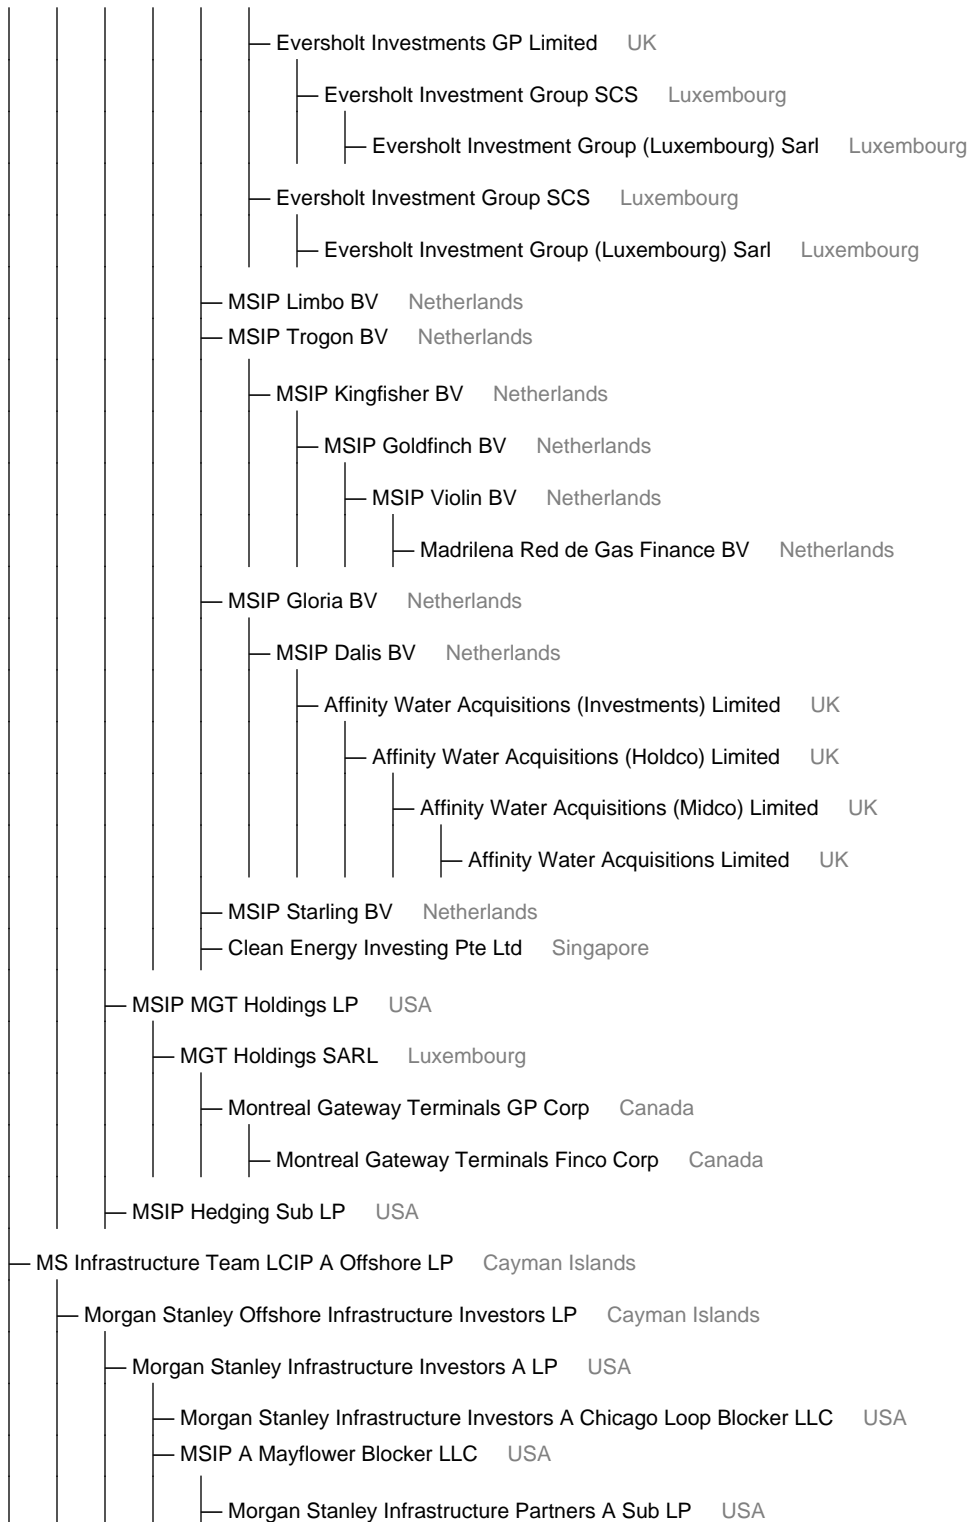 Eversholt Investments GP Limited UK
Eversholt Investment Group SCS Luxembourg
Eversholt Investment Group (Luxembourg) Sarl Luxembourg
Eversholt Investment Group SCS Luxembourg
Eversholt Investment Group (Luxembourg) Sarl Luxembourg
MSIP Limbo BV Netherlands
MSIP Trogon BV Netherlands
MSIP Kingfisher BV Netherlands
MSIP Goldfinch BV Netherlands
MSIP Violin BV Netherlands
Madrilena Red de Gas Finance BV Netherlands
MSIP Gloria BV Netherlands
MSIP Dalis BV Netherlands
Affinity Water Acquisitions (Investments) Limited UK
Affinity Water Acquisitions (Holdco) Limited UK
Affinity Water Acquisitions (Midco) Limited UK
Affinity Water Acquisitions Limited UK
MSIP Starling BV Netherlands
Clean Energy Investing Pte Ltd Singapore
MSIP MGT Holdings LP USA
MGT Holdings SARL Luxembourg
Montreal Gateway Terminals GP Corp Canada
Montreal Gateway Terminals Finco Corp Canada
MSIP Hedging Sub LP USA
MS Infrastructure Team LCIP A Offshore LP Cayman Islands
Morgan Stanley Offshore Infrastructure Investors LP Cayman Islands
Morgan Stanley Infrastructure Investors A LP USA
Morgan Stanley Infrastructure Investors A Chicago Loop Blocker LLC USA
MSIP A Mayflower Blocker LLC USA
Morgan Stanley Infrastructure Partners A Sub LP USA